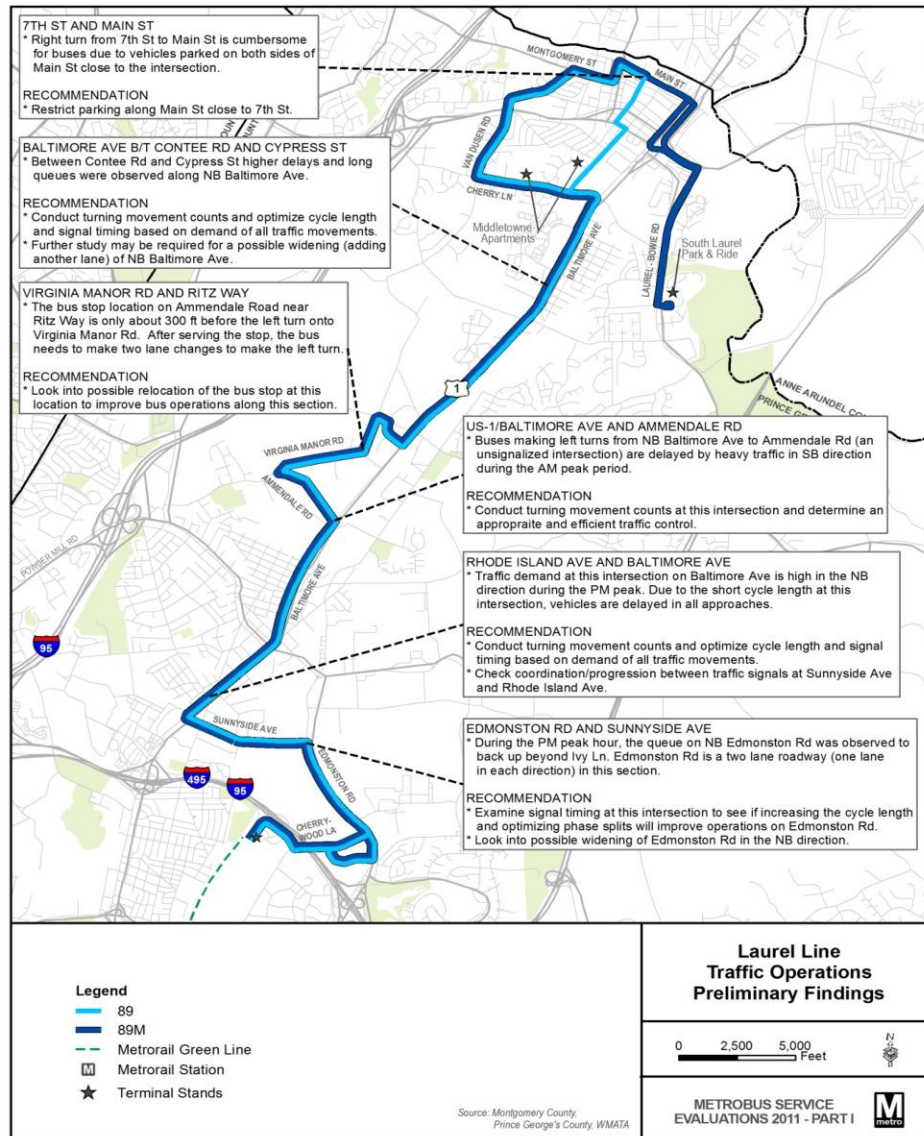 7TH ST AND MAIN ST
* Right turn from 7th St to Main St is cumbersome
for buses due to vehicles parked on both sides of
Main St close to the intersection.
RECOMMENDATION
* Restrict parking along Main St close to 7th St.
BALTIMORE AVE B/T CONTEE RD AND CYPRESS ST
* Between Contee Rd and Cypress St higher delays and long
queues were observed along NB Baltimore Ave.
RECOMMENDATION
* Conduct turning movement counts and optimize cycle length
and signal timing based on demand of all traffic movements.
* Further study may be required for a possible widening (adding
another lane) of NB Baltimore Ave.
VIRGINIA MANOR RD AND RITZ WAY
* The bus stop location on Ammendale Road near
Ritz Way is only about 300 ft before the left turn onto
Virginia Manor Rd. After serving the stop, the bus
needs to make two lane changes to make the left turn.
RECOMMENDATION
* Look into possible relocation of the bus stop at this
location to improve bus operations along this section.
US-1/BALTIMORE AVE AND AMMENDALE RD
* Buses making left turns from NB Baltimore Ave to Ammendale Rd (an
unsignalized intersection) are delayed by heavy traffic in SB direction
during the AM peak period.
RECOMMENDATION
* Conduct turning movement counts at this intersection and determine an
appropraite and efficient traffic control.
RHODE ISLAND AVE AND BALTIMORE AVE
* Traffic demand at this intersection on Baltimore Ave is high in the NB
direction during the PM peak. Due to the short cycle length at this
intersection, vehicles are delayed in all approaches.
RECOMMENDATION
* Conduct turning movement counts and optimize cycle length and signal
timing based on demand of all traffic movements.
* Check coordination/progression between traffic signals at Sunnyside Ave
and Rhode Island Ave.
EDMONSTON RD AND SUNNYSIDE AVE
* During the PM peak hour, the queue on NB Edmonston Rd was observed to
back up beyond Ivy Ln. Edmonston Rd is a two lane roadway (one lane
in each direction) in this section.
RECOMMENDATION
* Examine signal timing at this intersection to see if increasing the cycle length
and optimizing phase splits will improve operations on Edmonston Rd.
* Look into possible widening of Edmonston Rd in the NB direction.
MONTGOMERY ST
MAIN ST
VAN DUSEN RD
CHERRY LN
Middletowne
Apartments
BALTIMORE AVE
LAUREL - BOWIE RD
South Laurel
Park & Ride
1
ANNE ARUNDEL CO
PRINCE GE
VIRGINIA MANOR RD
AMMENDALE RD
POWDER MILL RD
BALTIMORE AVE
95
SUNNYSIDE AVE
495
95
EDMONSTON RD
CHERRY-
WOOD LA
Legend
89
89M
Metrorail Green Line
M Metrorail Station
Terminal Stands
Source: Montgomery County,
Prince George's County, WMATA
Laurel Line
Traffic Operations
Preliminary Findings
0 2,500 5,000
Feet
N
METROBUS SERVICE
EVALUATIONS 2011 - PART I
M
metro